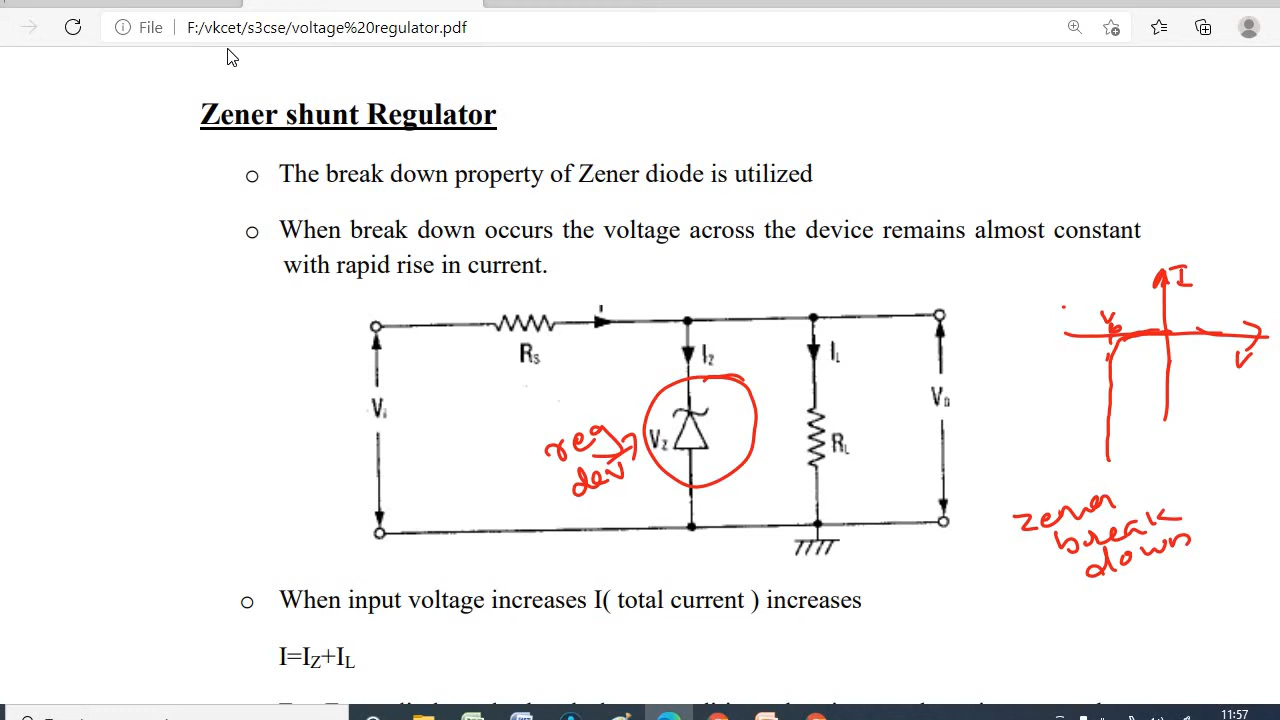 File F:/vkcet/s3cse/voltage%20regulator.pdf
Zener shunt Regulator
o The break down property of Zener diode is utilized
o When break down occurs the voltage across the device remains almost constant
with rapid rise in current.
I
Vb
V
RS
IZ
IL
Vi
VZ
RL
V0
reg
dev
zener
break
down
o When input voltage increases I( total current ) increases
I=IZ+IL
11:57